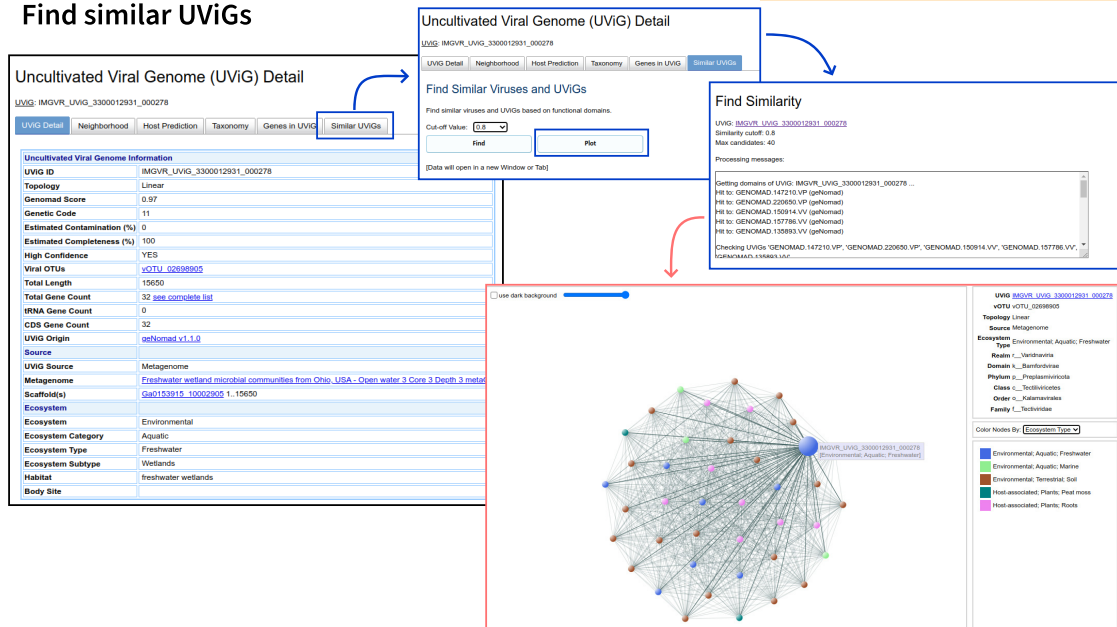 Find similar UViGs
Uncultivated Viral Genome (UViG) Detail
UViG: IMGVR_UViG_3300012931_000278
UViG Detail Neighborhood Host Prediction Taxonomy Genes in UViG Similar UViGs
Uncultivated Viral Genome Information
UViG ID IMGVR_UViG_3300012931_000278
Topology Linear
Genomad Score 0.97
Genetic Code 11
Estimated Contamination (%) 0
Estimated Completeness (%) 100
High Confidence YES
Viral OTUs vOTU_02698905
Total Length 15650
Total Gene Count 32 see complete list
tRNA Gene Count 0
CDS Gene Count 32
UViG Origin geNomad v1.1.0
Source
UViG Source Metagenome
Metagenome Freshwater wetland microbial communities from Ohio, USA - Open water 3 Core 3 Depth 3 metaG
Scaffold(s) Ga0153915_10002905 1..15650
Ecosystem
Ecosystem Environmental
Ecosystem Category Aquatic
Ecosystem Type Freshwater
Ecosystem Subtype Wetlands
Habitat freshwater wetlands
Body Site
Uncultivated Viral Genome (UViG) Detail
UViG: IMGVR_UViG_3300012931_000278
UViG Detail Neighborhood Host Prediction Taxonomy Genes in UViG Similar UViGs
Find Similar Viruses and UViGs
Find similar viruses and UViGs based on functional domains.
Cut-off Value: 0.8
Find Plot
[Data will open in a new Window or Tab]
Find Similarity
UViG: IMGVR_UViG_3300012931_000278
Similarity cutoff: 0.8
Max candidates: 40
Processing messages:
Getting domains of UViG: IMGVR_UViG_3300012931_000278 ...
Hit to: GENOMAD.147210.VP (geNomad)
Hit to: GENOMAD.220650.VP (geNomad)
Hit to: GENOMAD.150914.VV (geNomad)
Hit to: GENOMAD.157786.VV (geNomad)
Hit to: GENOMAD.135893.VV (geNomad)
Checking UViGs 'GENOMAD.147210.VP', 'GENOMAD.220650.VP', 'GENOMAD.150914.VV', 'GENOMAD.157786.VV',
'GENOMAD.135893.VV'
use dark background
IMGVR_UViG_3300012931_000278
[Environmental; Aquatic; Freshwater]
UViG IMGVR_UViG_3300012931_000278
vOTU vOTU_02698905
Topology Linear
Source Metagenome
Ecosystem Type Environmental; Aquatic; Freshwater
Realm r__Varidnaviria
Domain k__Bamfordvirae
Phylum p__Preplasmiviricota
Class c__Tectiliviricetes
Order o__Kalamavirales
Family f__Tectiviridae
Color Nodes By: Ecosystem Type
Environmental; Aquatic; Freshwater
Environmental; Aquatic; Marine
Environmental; Terrestrial; Soil
Host-associated; Plants; Peat moss
Host-associated; Plants; Roots